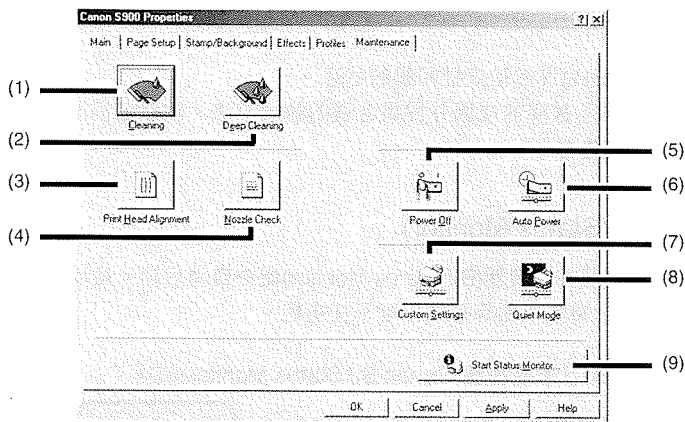 Canon S900 Properties
Main Page Setup Stamp/Background Effects Profiles Maintenance
(1)
Cleaning
Deep Cleaning
(2)
(3)
Print Head Alignment
Nozzle Check
(4)
(5)
Power Off
Auto Power
(6)
(7)
Custom Settings
Quiet Mode
(8)
Start Status Monitor...
(9)
OK Cancel Apply Help